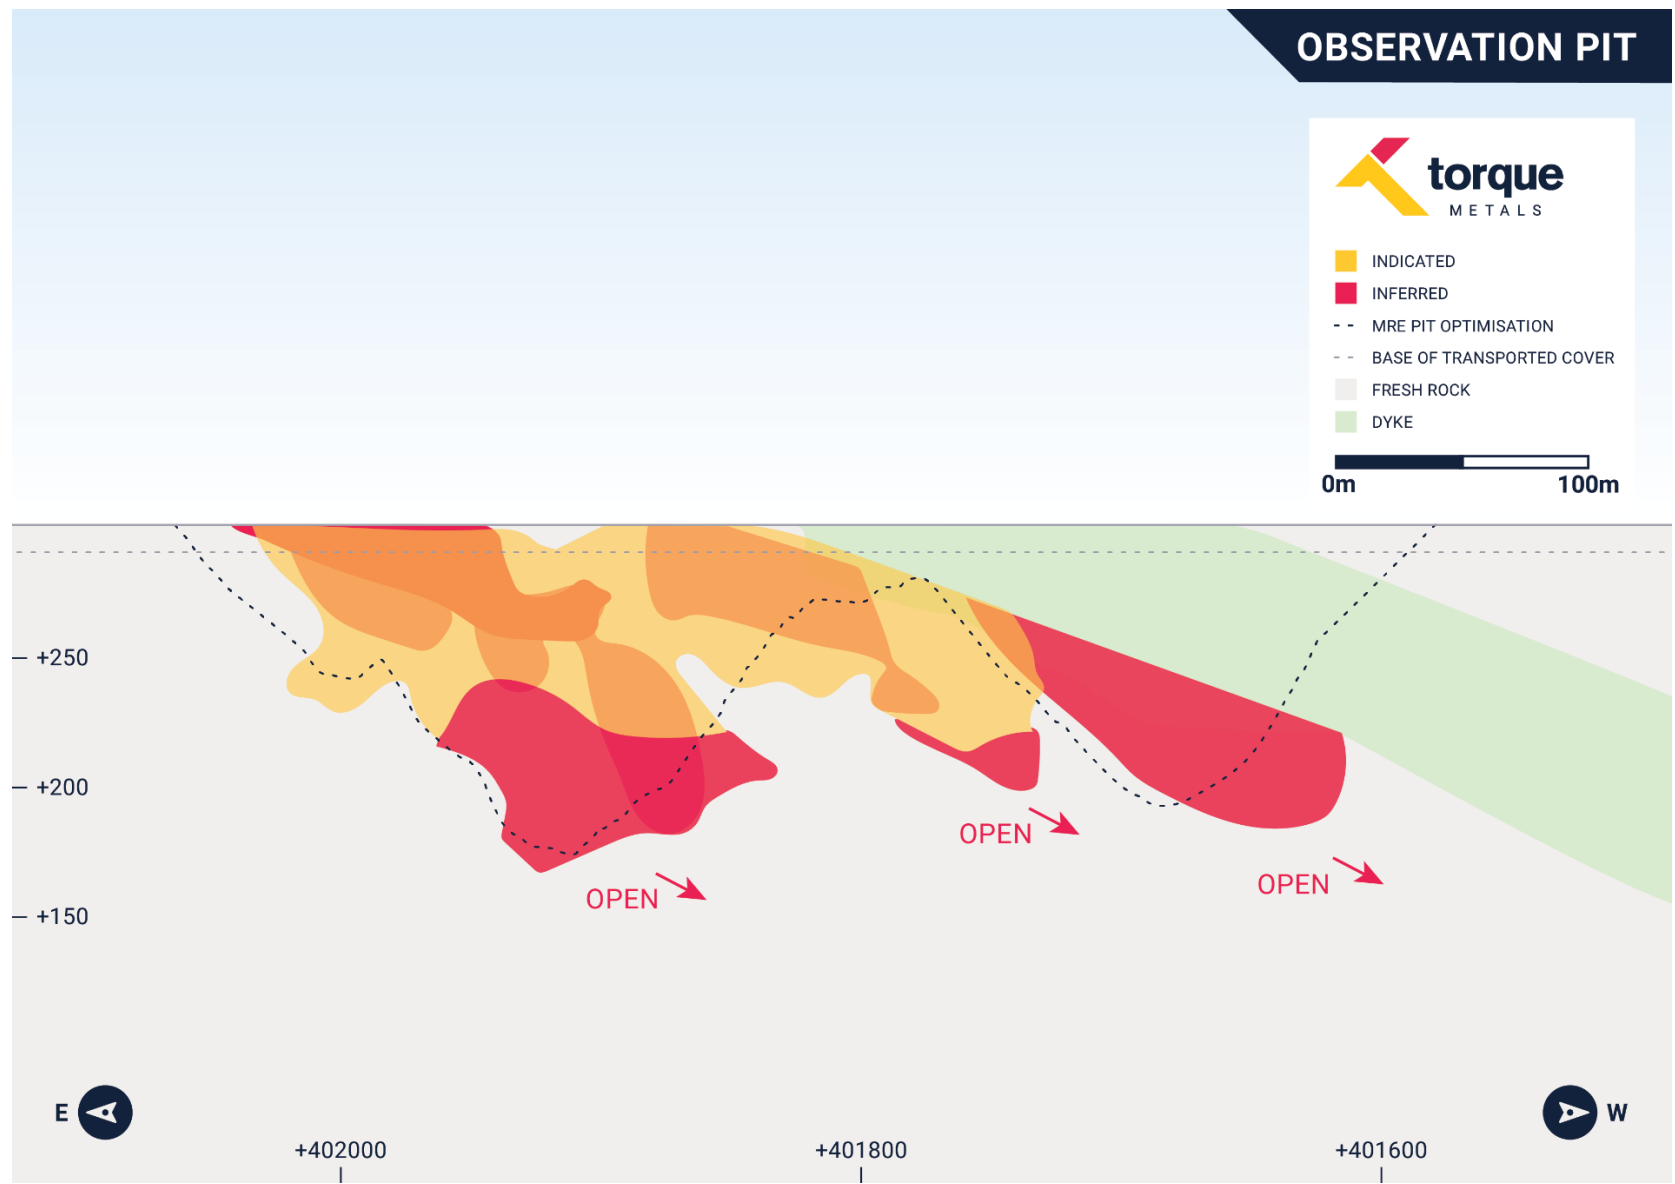 OBSERVATION PIT
torque
METALS
INDICATED
INFERRED
MRE PIT OPTIMISATION
BASE OF TRANSPORTED COVER
FRESH ROCK
DYKE
0m 100m
+250
+200
+150
OPEN
OPEN
OPEN
E
W
+402000
+401800
+401600